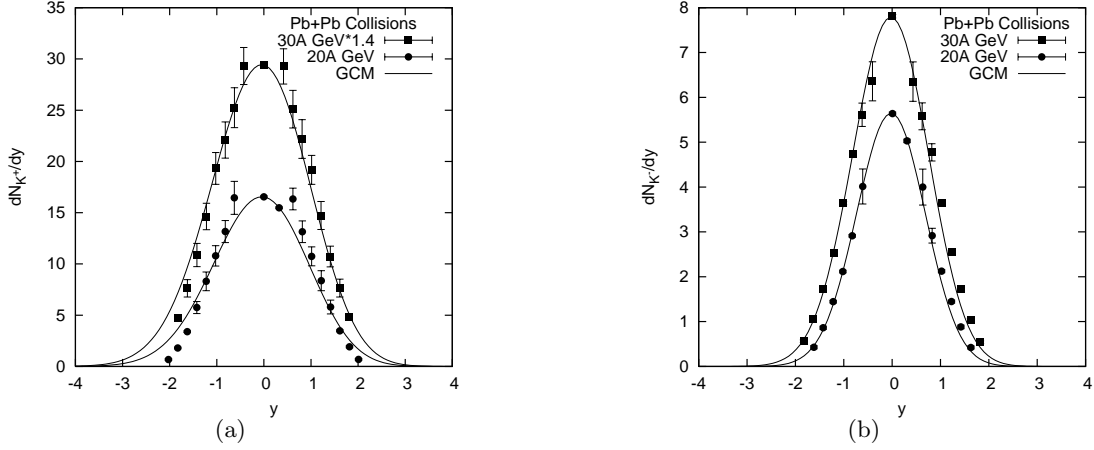 Pb+Pb Collisions
30A GeV*1.4
20A GeV
GCM
dN_{K^+}/dy
35
30
25
20
15
10
5
0
-4 -3 -2 -1 0 1 2 3 4
y
(a)
Pb+Pb Collisions
30A GeV
20A GeV
GCM
dN_{K^-}/dy
8
7
6
5
4
3
2
1
0
-4 -3 -2 -1 0 1 2 3 4
y
(b)